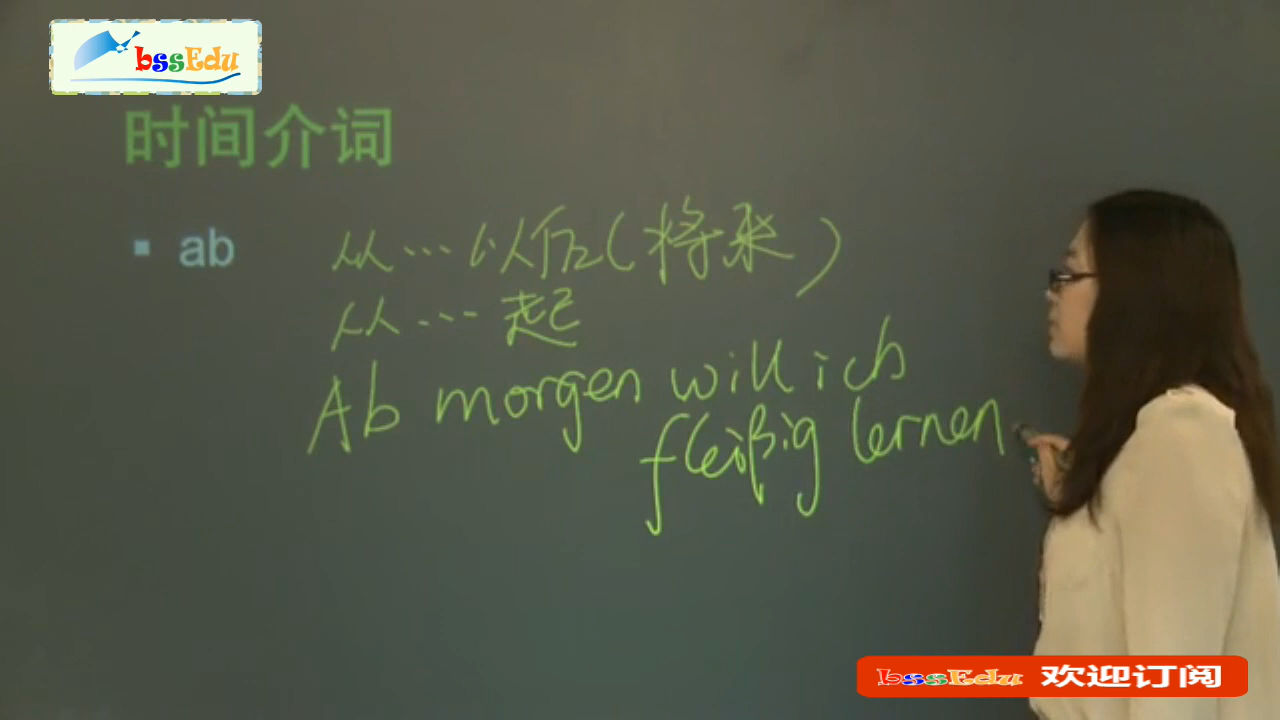 bssEdu
时间介词
▪ ab 从…以后(将来)
从…起
Ab morgen will ich
fleißig lernen
bssEdu 欢迎订阅